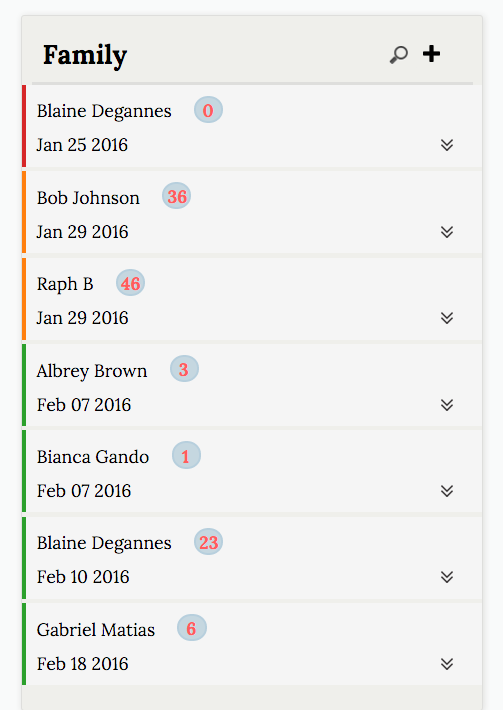 Family
Blaine Degannes 0
Jan 25 2016
Bob Johnson 36
Jan 29 2016
Raph B 46
Jan 29 2016
Albrey Brown 3
Feb 07 2016
Bianca Gando 1
Feb 07 2016
Blaine Degannes 23
Feb 10 2016
Gabriel Matias 6
Feb 18 2016